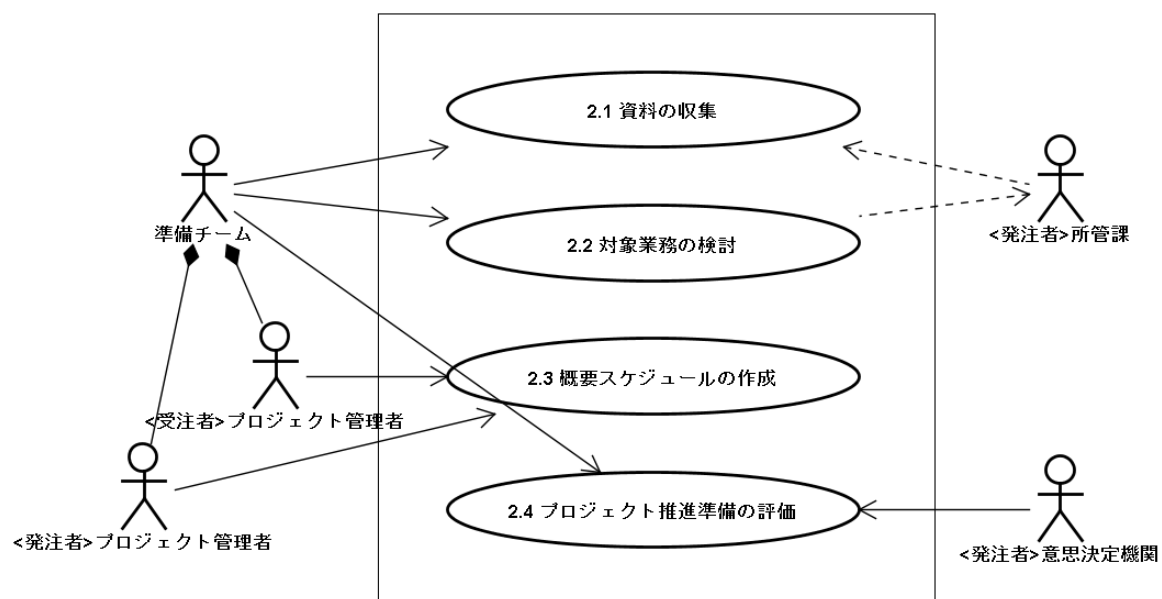 2.1 資料の収集
準備チーム
2.2 対象業務の検討
<発注者>所管課
2.3 概要スケジュールの作成
<受注者>プロジェクト管理者
2.4 プロジェクト推進準備の評価
<発注者>プロジェクト管理者
<発注者>意思決定機関